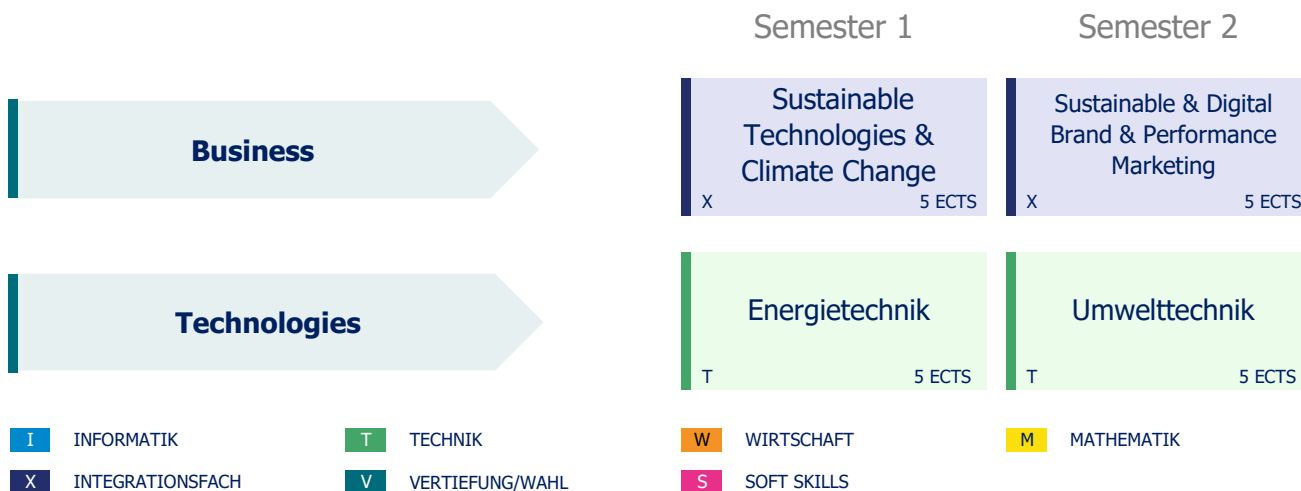 Semester 1
Semester 2
Business
Sustainable
Technologies &
Climate Change
X
5 ECTS
Sustainable & Digital
Brand & Performance
Marketing
X
5 ECTS
Technologies
Energietechnik
T
5 ECTS
Umwelttechnik
T
5 ECTS
I INFORMATIK
T TECHNIK
W WIRTSCHAFT
M MATHEMATIK
X INTEGRATIONSFACH
V VERTIEFUNG/WAHL
S SOFT SKILLS